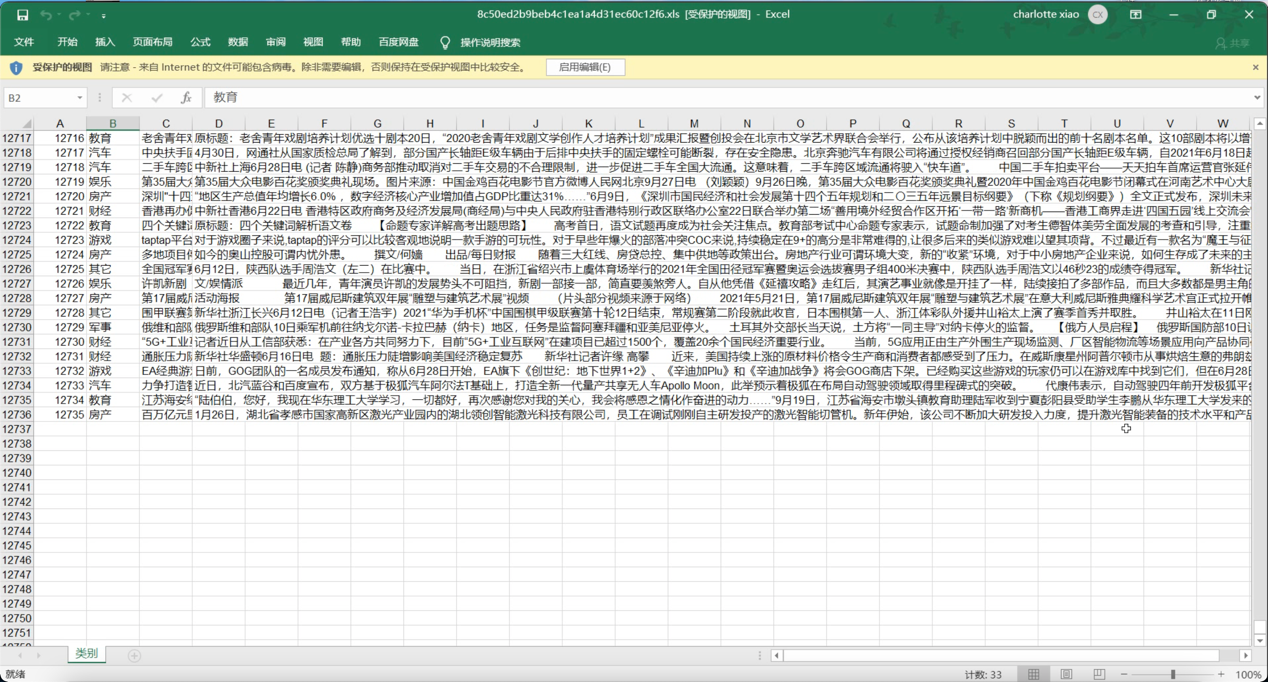 8c50ed2b9beb4c1ea1a4d31ec60c12f6.xls [受保护的视图] - Excel
charlotte xiao
CX
文件 开始 插入 页面布局 公式 数据 审阅 视图 帮助 百度网盘 操作说明搜索 共享
受保护的视图 请注意 - 来自 Internet 的文件可能包含病毒。除非需要编辑，否则保持在受保护视图中比较安全。 启用编辑(E)
B2 fx 教育
A B C D E F G H I J K L M N O P Q R S T U V W
12717 12716 教育 老舍青年戏 原标题：老舍青年戏剧培养计划优选十剧本20日，“2020老舍青年戏剧文学创作人才培养计划”成果汇报暨创投会在北京市文学艺术界联合会举行，公布从该培养计划中脱颖而出的前十名剧本名单。这10部剧本将以增
12718 12717 汽车 中央扶手固 4月30日，网通社从国家质检总局了解到，部分国产长轴距E级车辆由于后排中央扶手的固定螺栓可能断裂，存在安全隐患。北京奔驰汽车有限公司将通过授权经销商召回部分国产长轴距E级车辆，自2021年6月18日起
12719 12718 汽车 二手车跨区 中新社上海6月28日电 (记者 陈静)商务部推动取消对二手车交易的不合理限制，进一步促进二手车全国大流通。这意味着，二手车跨区域流通将驶入“快车道”。 中国二手车拍卖平台——天天拍车首席运营官张延伟
12720 12719 娱乐 第35届大众 第35届大众电影百花奖颁奖典礼现场。图片来源：中国金鸡百花电影节官方微博人民网北京9月27日电 （刘颖颖）9月26日晚，第35届大众电影百花奖颁奖典礼暨2020年中国金鸡百花电影节闭幕式在河南艺术中心大剧
12721 12720 房产 深圳"十四 "地区生产总值年均增长6.0%，数字经济核心产业增加值占GDP比重达31%……"6月9日，《深圳市国民经济和社会发展第十四个五年规划和二〇三五年远景目标纲要》（下称《规划纲要》）全文正式发布，深圳未来
12722 12721 财经 香港再办促 中新社香港6月22日电 香港特区政府商务及经济发展局(商经局)与中央人民政府驻香港特别行政区联络办公室22日联合举办第二场“善用境外经贸合作区开拓‘一带一路’新商机——香港工商界走进‘四国五园’线上交流会”
12723 12722 教育 四个关键词 原标题：四个关键词解析语文卷 【命题专家详解高考出题思路】 高考首日，语文试题再度成为社会关注焦点。教育部考试中心命题专家表示，试题命制加强了对考生德智体美劳全面发展的考查和引导，注重
12724 12723 游戏 taptap平台 对于游戏圈子来说,taptap的评分可以比较客观地说明一款手游的可玩性。对于早些年爆火的部落冲突COC来说,持续稳定在9+的高分是非常难得的,让很多后来的类似游戏难以望其项背。不过最近有一款名为“魔王与征
12725 12724 房产 多地项目停 如今的奥山控股可谓内忧外患。 撰文/何嫱 出品/每日财报 随着三大红线、房贷总控、集中供地等政策出台。房地产行业可谓环境大变，新的“收紧”环境，对于中小房地产企业来说，如何生存成了未来的主
12726 12725 其它 全国冠军赛 6月12日，陕西队选手周浩文（左二）在比赛中。 当日，在浙江省绍兴市上虞体育场举行的2021年全国田径冠军赛暨奥运会选拔赛男子组400米决赛中，陕西队选手周浩文以46秒23的成绩夺得冠军。 新华社记
12727 12726 娱乐 许凯新剧 文/娱情派 最近几年，青年演员许凯的发展势头不可阻挡，新剧一部接一部，简直要羡煞旁人。自从他凭借《延禧攻略》走红后，其演艺事业就像是开挂了一样，陆续接拍了多部作品，而且大多数都是男主角的
12728 12727 房产 第17届威尼 活动海报 第17届威尼斯建筑双年展“雕塑与建筑艺术展”视频 （片头部分视频来源于网络） 2021年5月21日，第17届威尼斯建筑双年展“雕塑与建筑艺术展”在意大利威尼斯雅典耀科学艺术宫正式拉开帷
12729 12728 其它 围甲联赛第 新华社杭州6月12日电（记者王浩宇）2021“华为手机杯”中国围棋甲级联赛第十轮12日结束，常规赛第二阶段就此收官，日本围棋第一人、浙江体彩队外援井山裕太上演了赛季首秀并取胜。 井山裕太在11日刚
12730 12729 军事 俄维和部队 俄罗斯维和部队10日乘军机前往纳戈尔诺-卡拉巴赫（纳卡）地区，任务是监督阿塞拜疆和亚美尼亚停火。 土耳其外交部长当天说，土方将“一同主导”对纳卡停火的监督。 【俄方人员启程】 俄罗斯国防部10日说
12731 12730 财经 "5G+工业互 记者近日从工信部获悉：在产业各方共同努力下，目前“5G+工业互联网”在建项目已超过1500个，覆盖20余个国民经济重要行业。 当前，5G应用正由生产外围生产现场监测、厂区智能物流等场景应用向产品协同
12732 12731 财经 通胀压力陡 新华社华盛顿6月16日电 题：通胀压力陡增影响美国经济稳定复苏 新华社记者许缘 高攀 近来，美国持续上涨的原材料价格令生产商和消费者都感受到了压力。在威斯康星州阿普尔顿市从事烘焙生意的弗朗兹
12733 12732 游戏 EA经典游戏 日前，GOG团队的一名成员发布通知，称从6月28日开始，EA旗下《创世纪：地下世界1+2》、《辛迪加Plu》和《辛迪加战争》将会GOG商店下架。已经购买这些游戏的玩家仍可以在游戏库中找到它们，但在6月28日
12734 12733 汽车 力争打造智 近日，北汽蓝谷和百度宣布，双方基于极狐汽车阿尔法T基础上，打造全新一代量产共享无人车Apollo Moon，此举预示着极狐在布局自动驾驶领域取得里程碑式的突破。 代康伟表示，自动驾驶四年前开发极狐平台
12735 12734 教育 江苏海安纪 “陆伯伯，您好，我现在华东理工大学学习，一切都好，再次感谢您对我的关心，我会将感恩之情化作奋进的动力……”9月19日，江苏省海安市墩头镇教育助理陆军收到宁夏彭阳县受助学生李鹏从华东理工大学发来的
12736 12735 房产 百万亿元国 1月26日，湖北省孝感市国家高新区激光产业园内的湖北领创智能激光科技有限公司，员工在调试刚刚自主研发投产的激光智能切管机。新年伊始，该公司不断加大研发投入力度，提升激光智能装备的技术水平和产品
12737
12738
12739
12740
12741
12742
12743
12744
12745
12746
12747
12748
12749
12750
12751
类别
就绪 计数: 33 100%